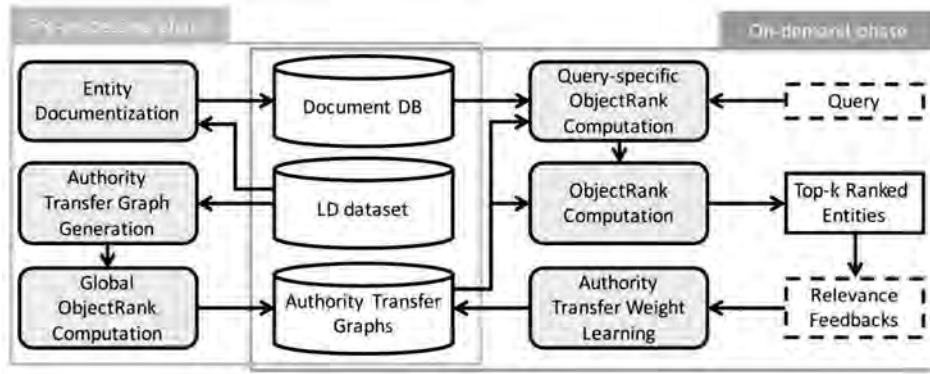 On-demand phase
Entity
Documentization
Document DB
Query-specific
ObjectRank
Computation
Query
Authority
Transfer Graph
Generation
LD dataset
ObjectRank
Computation
Top-k Ranked
Entities
Global
ObjectRank
Computation
Authority Transfer
Graphs
Authority
Transfer Weight
Learning
Relevance
Feedbacks